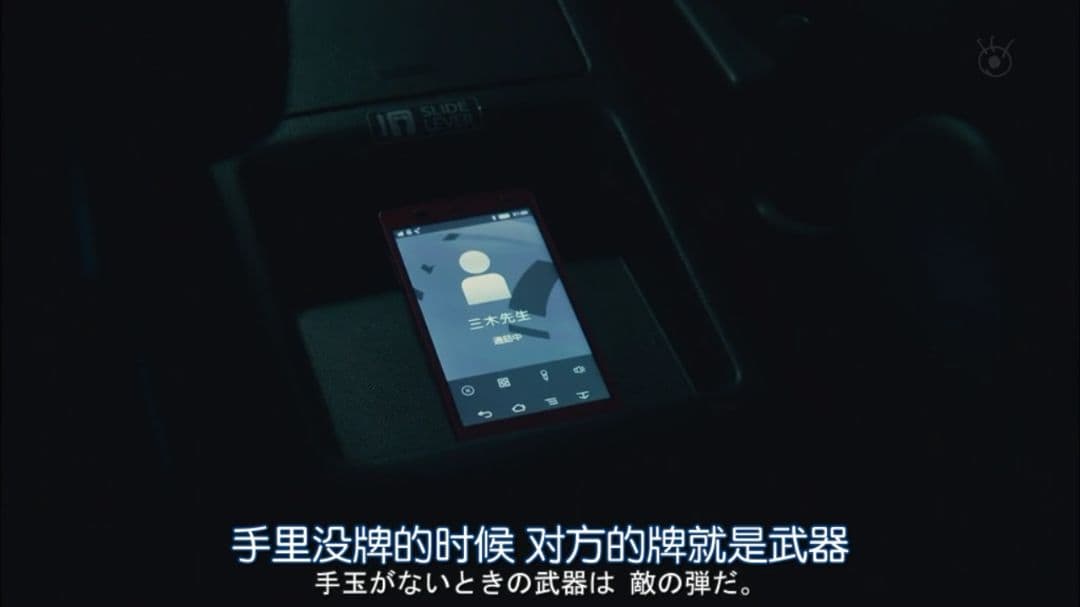 SLIDE
LEVER
三木先生
通話中
手里没牌的时候 对方的牌就是武器
手玉がないときの武器は 敵の弾だ。